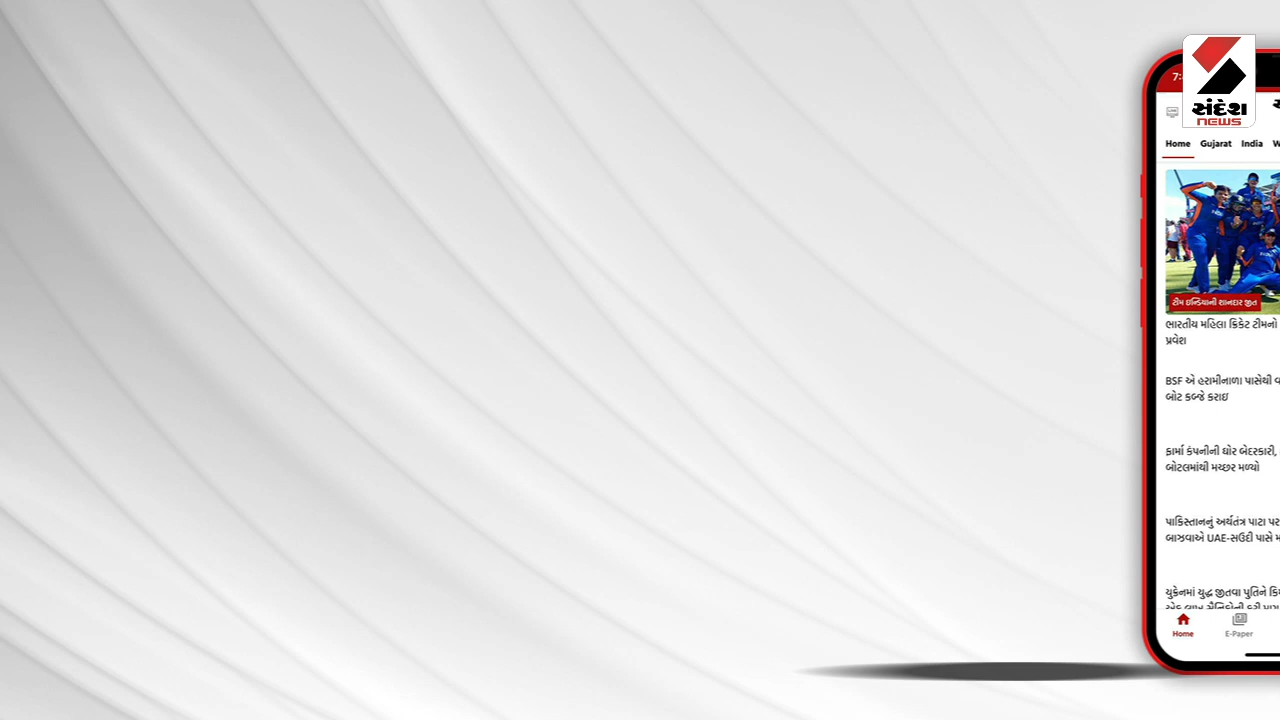 સંદેશ
NEWS
Home Gujarat India
ટીમ ઇન્ડિયાની શાનદાર જીત
ભારતીય મહિલા ક્રિકેટ ટીમનો
પ્રવેશ
BSF એ હરામીનાળા પાસેથી
બોટ કબ્જે કરાઇ
ફાર્મા કંપનીની ઘોર બેદરકારી,
બોટલમાંથી મચ્છર મળ્યો
પાકિસ્તાનનું અર્થતંત્ર પાટા પર
બાઝવાએ UAE-સઉદી પાસે
યુક્રેનમાં યુદ્ધ જીતવા પુતિને
Home E-Paper